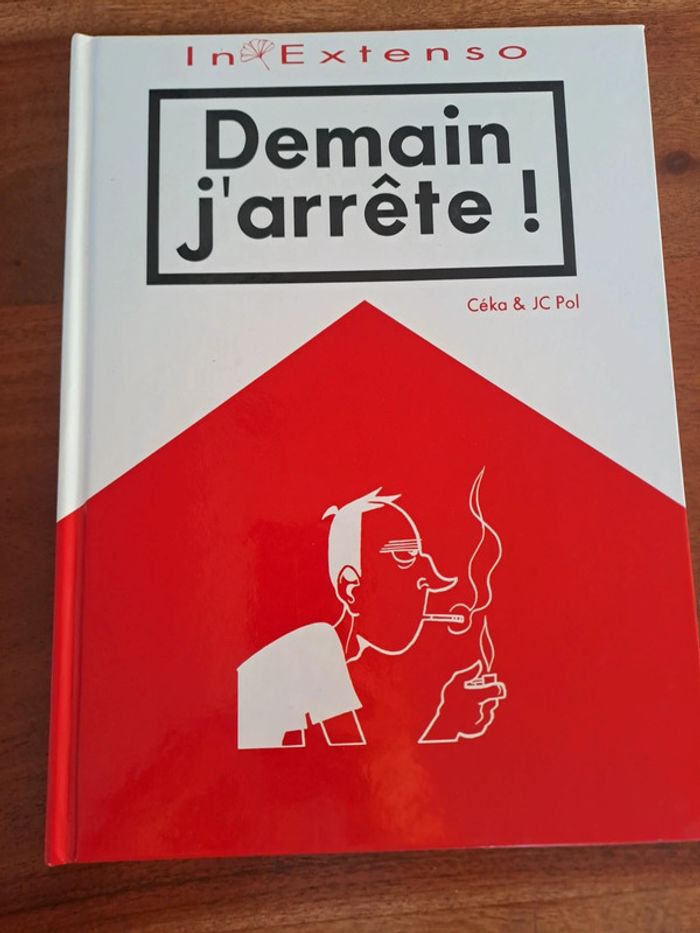 In Extenso
Demain
j'arrête !
Céka & JC Pol